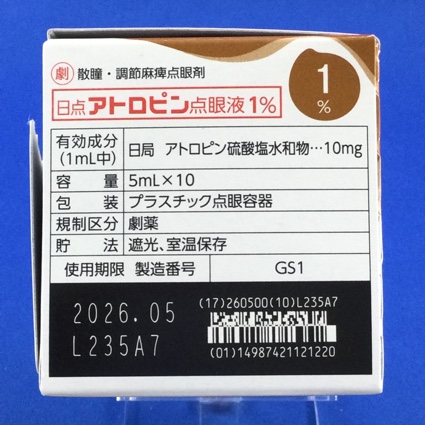 劇 散瞳・調節麻痺点眼剤
1
%
日点アトロピン点眼液1%
有効成分 日局 アトロピン硫酸塩水和物…10mg
(1mL中)
容 量 5mL×10
包 装 プラスチック点眼容器
規制区分 劇薬
貯 法 遮光、室温保存
使用期限 製造番号 GS1
2026.05 (17)260500(10)L235A7
L235A7 (01)14987421121220